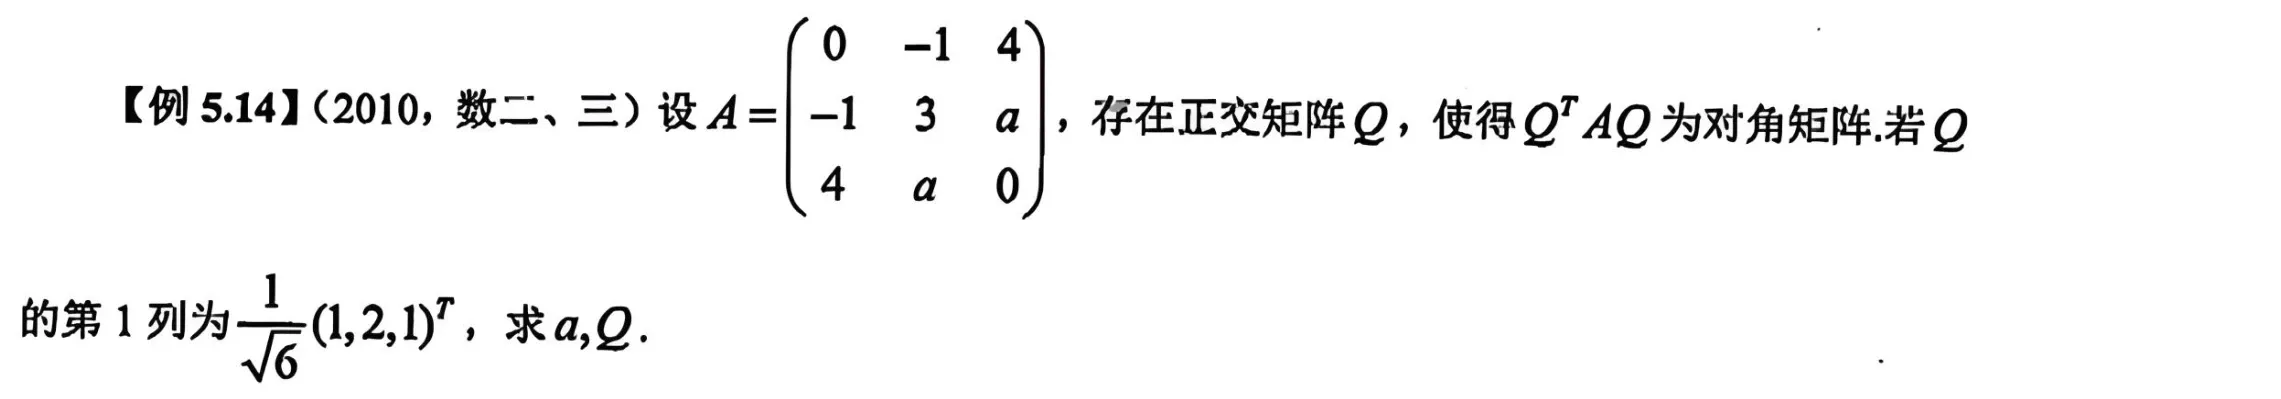 【例 5.14】（2010，数二、三）设 $A=\begin{pmatrix} 0 & -1 & 4 \\ -1 & 3 & a \\ 4 & a & 0 \end{pmatrix}$，存在正交矩阵 $Q$，使得 $Q^T A Q$ 为对角矩阵.若 $Q$
的第 1 列为 $\frac{1}{\sqrt{6}}(1,2,1)^T$，求 $a,Q$.